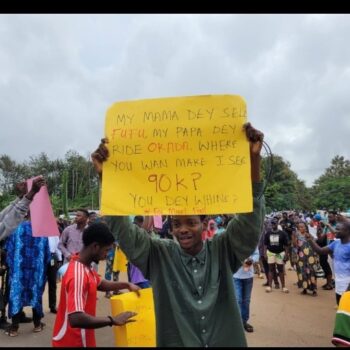 MY MAMA DEY SELL
FUFU MY PAPA DEY
RIDE OKADA. WHERE
YOU WAN MAKE I SEE
90K?
YOU DEY WHINE?